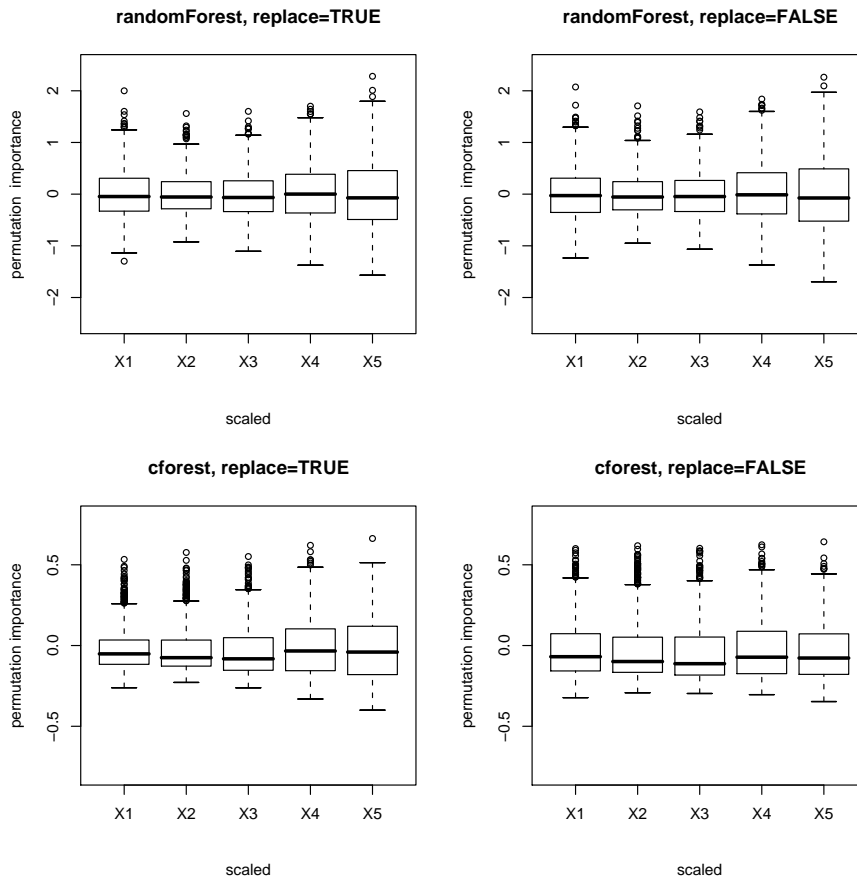 randomForest, replace=TRUE
permutation importance
2
1
0
−1
−2
X1 X2 X3 X4 X5
scaled
randomForest, replace=FALSE
permutation importance
2
1
0
−1
−2
X1 X2 X3 X4 X5
scaled
cforest, replace=TRUE
permutation importance
0.5
0.0
−0.5
X1 X2 X3 X4 X5
scaled
cforest, replace=FALSE
permutation importance
0.5
0.0
−0.5
X1 X2 X3 X4 X5
scaled